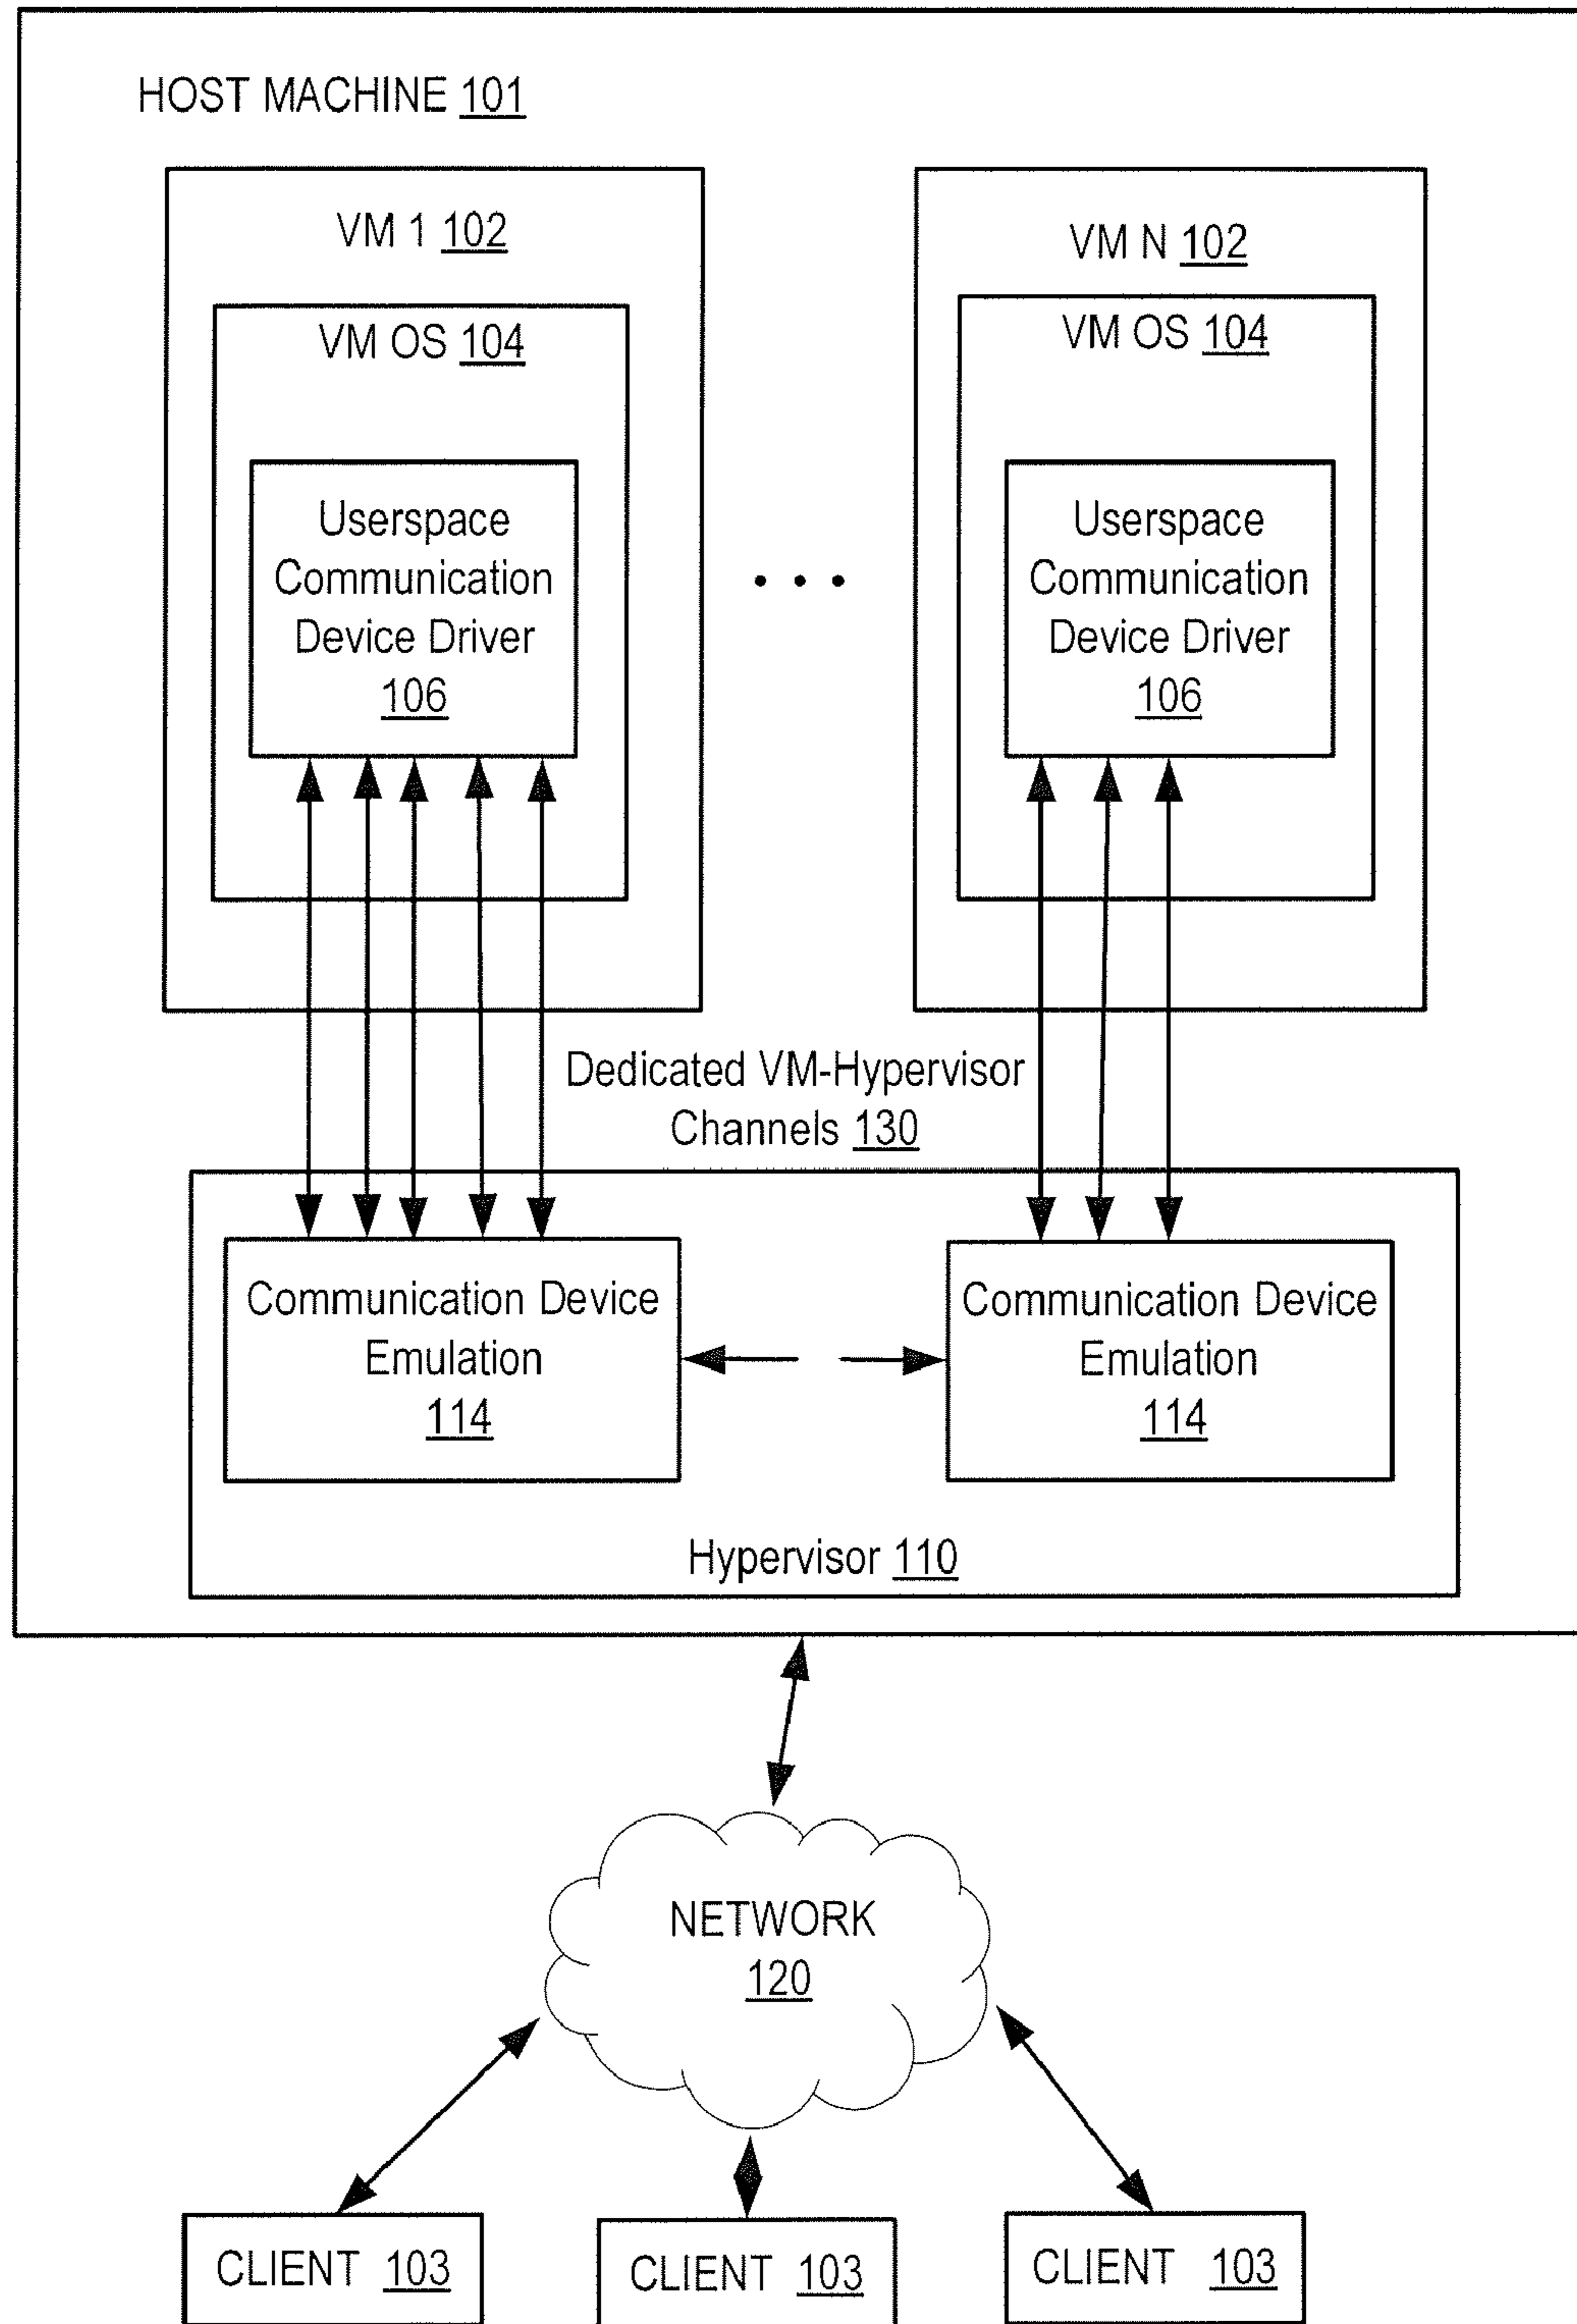 HOST MACHINE 101
VM 1 102
VM OS 104
Userspace
Communication
Device Driver
106
. . .
VM N 102
VM OS 104
Userspace
Communication
Device Driver
106
Dedicated VM-Hypervisor
Channels 130
Communication Device
Emulation
114
Communication Device
Emulation
114
Hypervisor 110
NETWORK
120
CLIENT 103
CLIENT 103
CLIENT 103